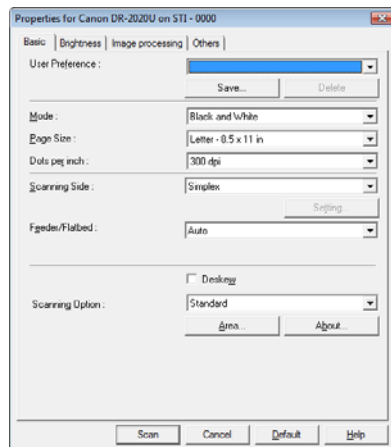 Properties for Canon DR-2020U on STI - 0000
Basic Brightness Image processing Others
User Preference :
Save... Delete
Mode : Black and White
Page Size : Letter - 8.5 x 11 in
Dots per inch : 300 dpi
Scanning Side : Simplex
Setting...
Feeder/Flatbed : Auto
Deskew
Scanning Option : Standard
Area... About...
Scan Cancel Default Help